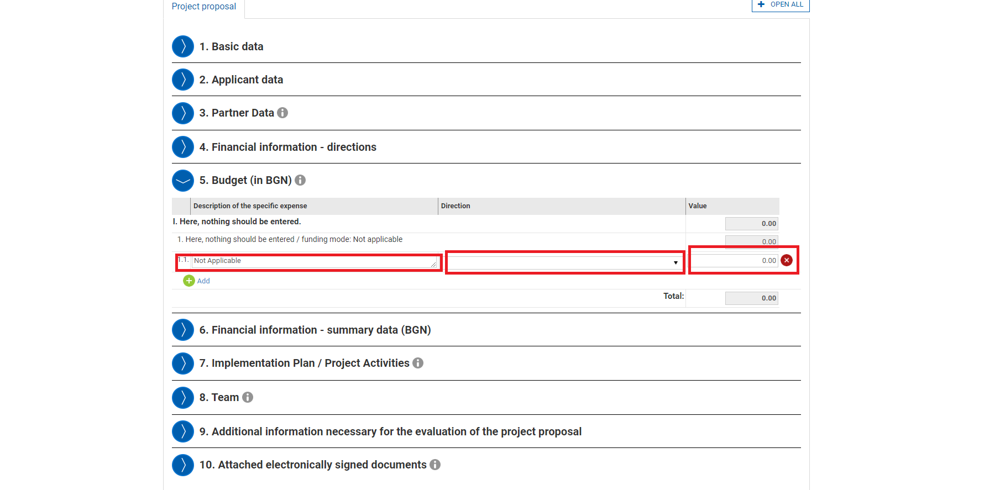 Project proposal
OPEN ALL
1. Basic data
2. Applicant data
3. Partner Data
4. Financial information - directions
5. Budget (in BGN)
Description of the specific expense Direction Value
I. Here, nothing should be entered. 0.00
1. Here, nothing should be entered / funding mode: Not applicable 0.00
1.1. Not Applicable 0.00
Add
Total: 0.00
6. Financial information - summary data (BGN)
7. Implementation Plan / Project Activities
8. Team
9. Additional information necessary for the evaluation of the project proposal
10. Attached electronically signed documents